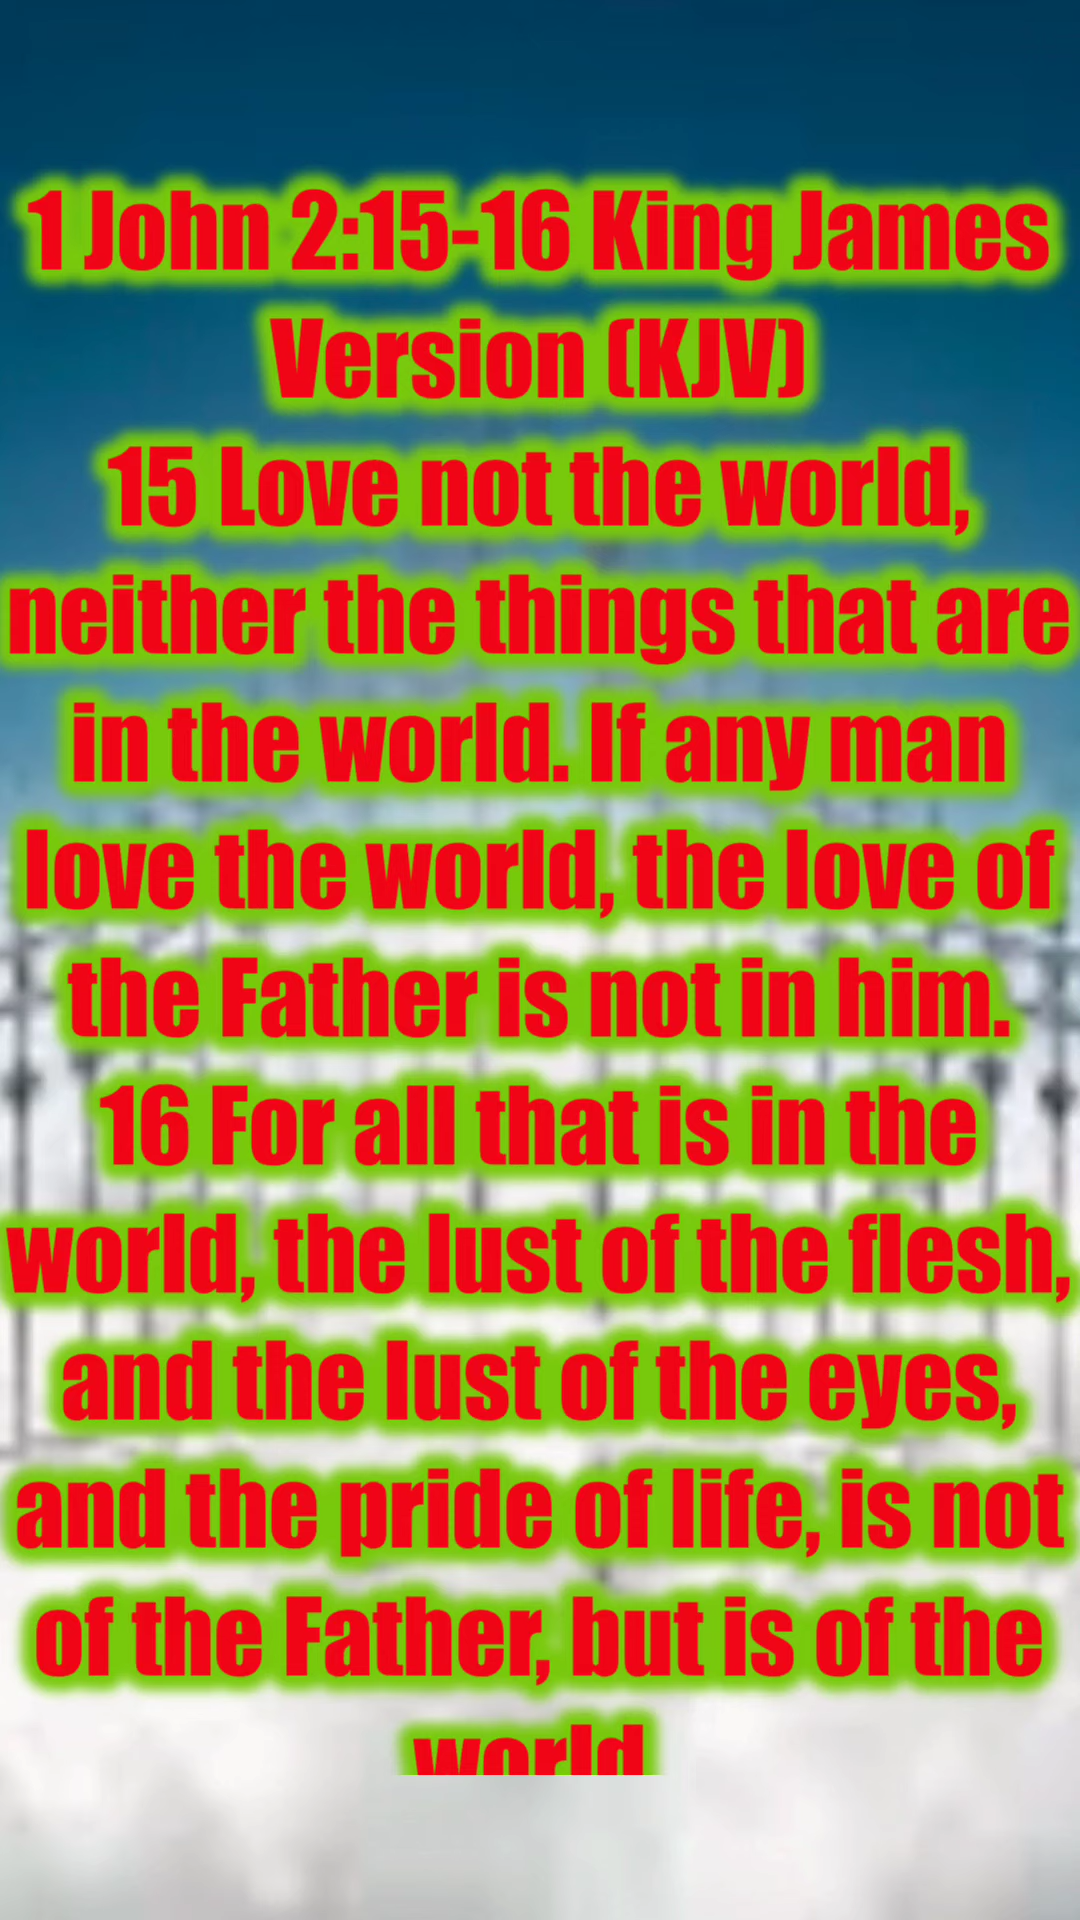 1 John 2:15-16 King James
Version (KJV)
15 Love not the world,
neither the things that are
in the world. If any man
love the world, the love of
the Father is not in him.
16 For all that is in the
world, the lust of the flesh,
and the lust of the eyes,
and the pride of life, is not
of the Father, but is of the
world